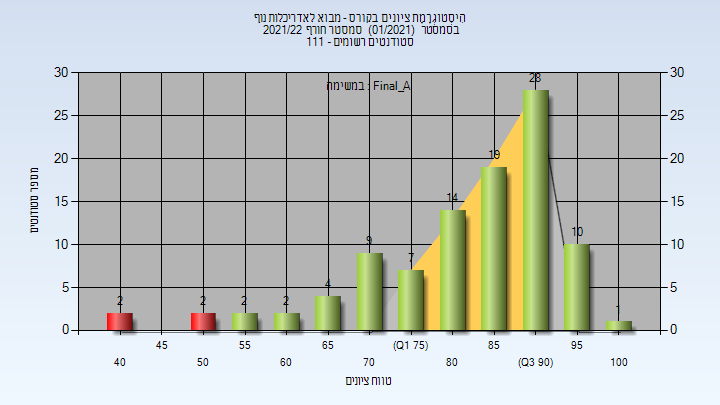 היסטוגרמת ציונים בקורס - מבוא לאדריכלות נוף
בסמסטר (01/2021) סמסטר חורף 2021/22
סטודנטים רשומים - 111
במשימה : Final_A
30 30
25 25
20 20
15 15
10 10
5 5
0 0
מספר סטודנטים
2 2 2 2 4 9 7 14 19 28 10 1
45 55 65 (Q1 75) 85 95
40 50 60 70 80 (Q3 90) 100
טווח ציונים